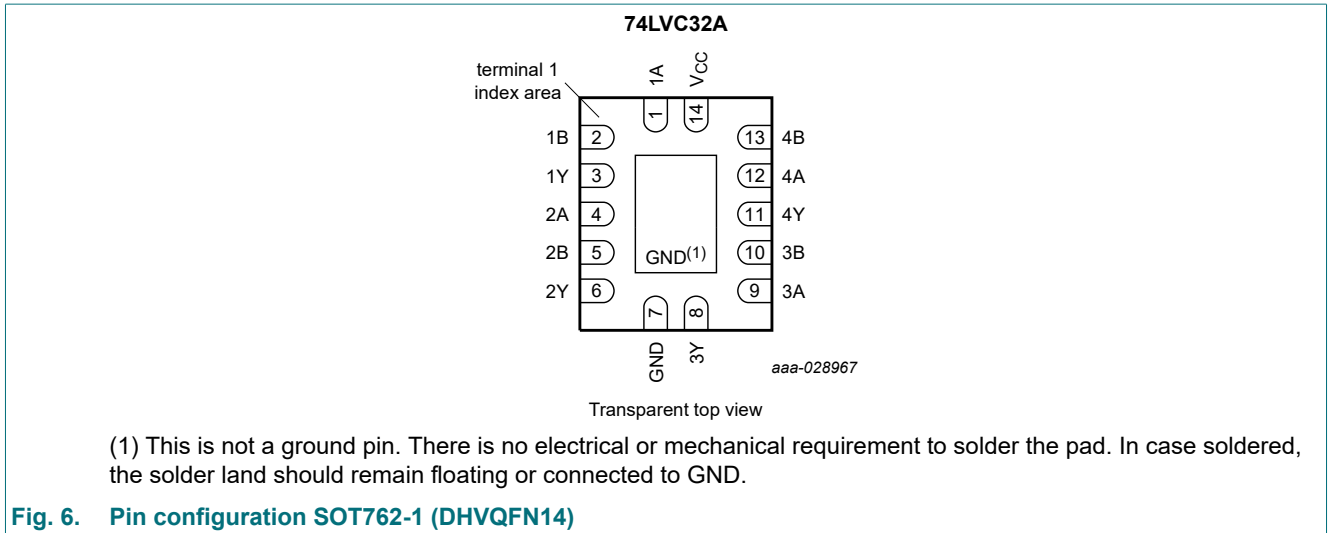 74LVC32A
terminal 1
index area
1A
VCC
1
14
1B 2 13 4B
1Y 3 12 4A
2A 4 11 4Y
2B 5 GND(1) 10 3B
2Y 6 9 3A
7
8
GND
3Y
aaa-028967
Transparent top view
(1) This is not a ground pin. There is no electrical or mechanical requirement to solder the pad. In case soldered,
the solder land should remain floating or connected to GND.
Fig. 6. Pin configuration SOT762-1 (DHVQFN14)